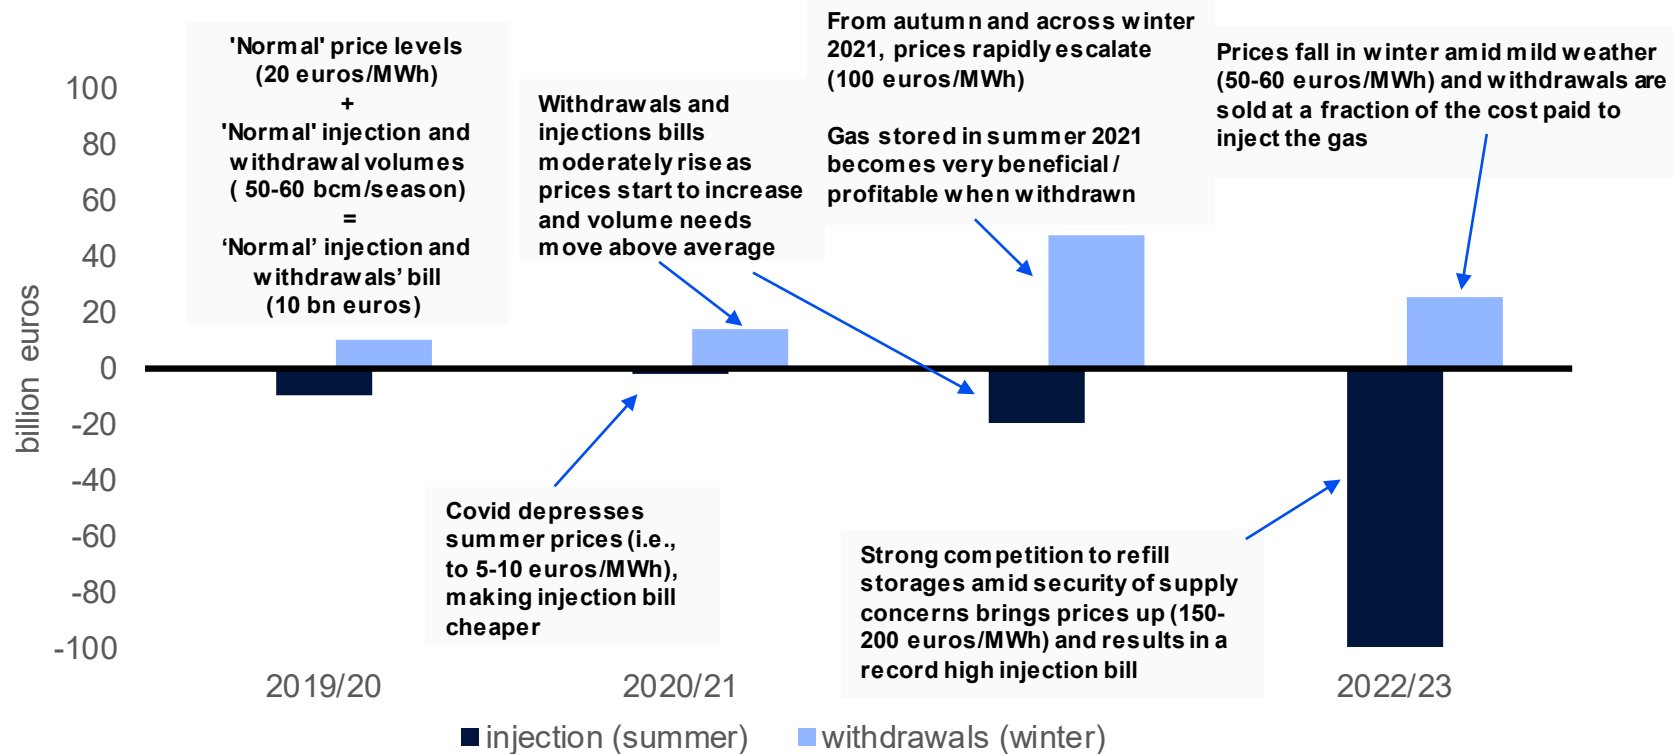 'Normal' price levels
(20 euros/MWh)
+
'Normal' injection and
withdrawal volumes
( 50-60 bcm/season)
=
‘Normal’ injection and
withdrawals’ bill
(10 bn euros)
Withdrawals and
injections bills
moderately rise as
prices start to increase
and volume needs
move above average
From autumn and across winter
2021, prices rapidly escalate
(100 euros/MWh)
Gas stored in summer 2021
becomes very beneficial /
profitable when withdrawn
Prices fall in winter amid mild weather
(50-60 euros/MWh) and withdrawals are
sold at a fraction of the cost paid to
inject the gas
billion euros
100
80
60
40
20
0
-20
-40
-60
-80
-100
Covid depresses
summer prices (i.e.,
to 5-10 euros/MWh),
making injection bill
cheaper
Strong competition to refill
storages amid security of supply
concerns brings prices up (150-
200 euros/MWh) and results in a
record high injection bill
2019/20
2020/21
2022/23
injection (summer)
withdrawals (winter)